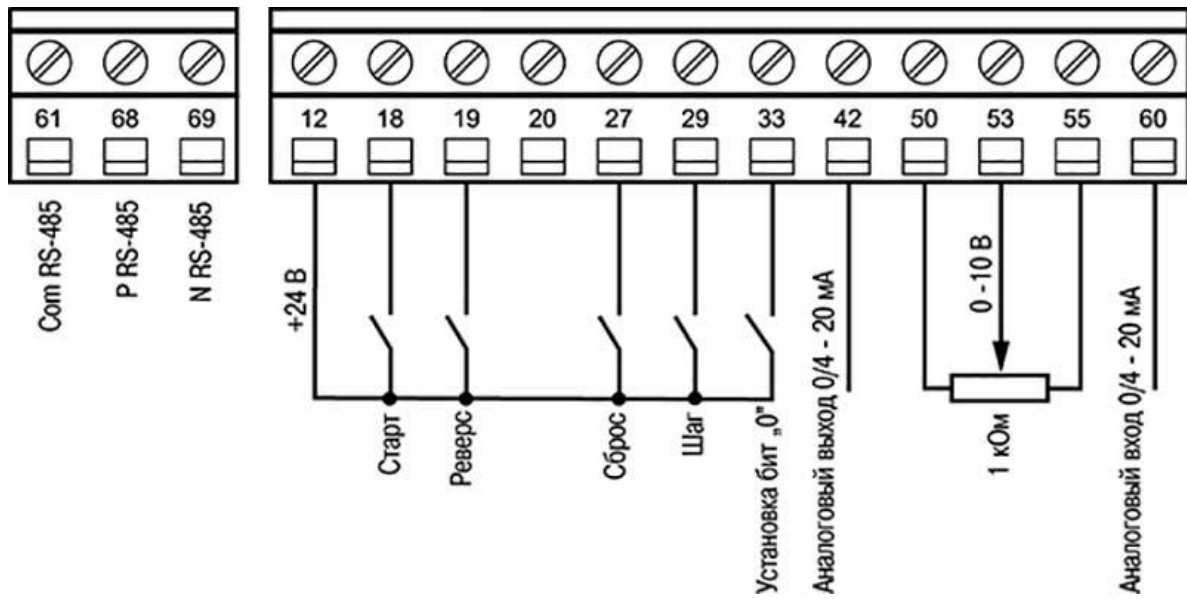 61 68 69
12 18 19 20 27 29 33 42 50 53 55 60
Com RS-485
P RS-485
N RS-485
+24 В
Старт
Реверс
Сброс
Шаг
Установка бит „0"
Аналоговый выход 0/4 - 20 мА
0 -10 В
1 кОм
Аналоговый вход 0/4 - 20 мА